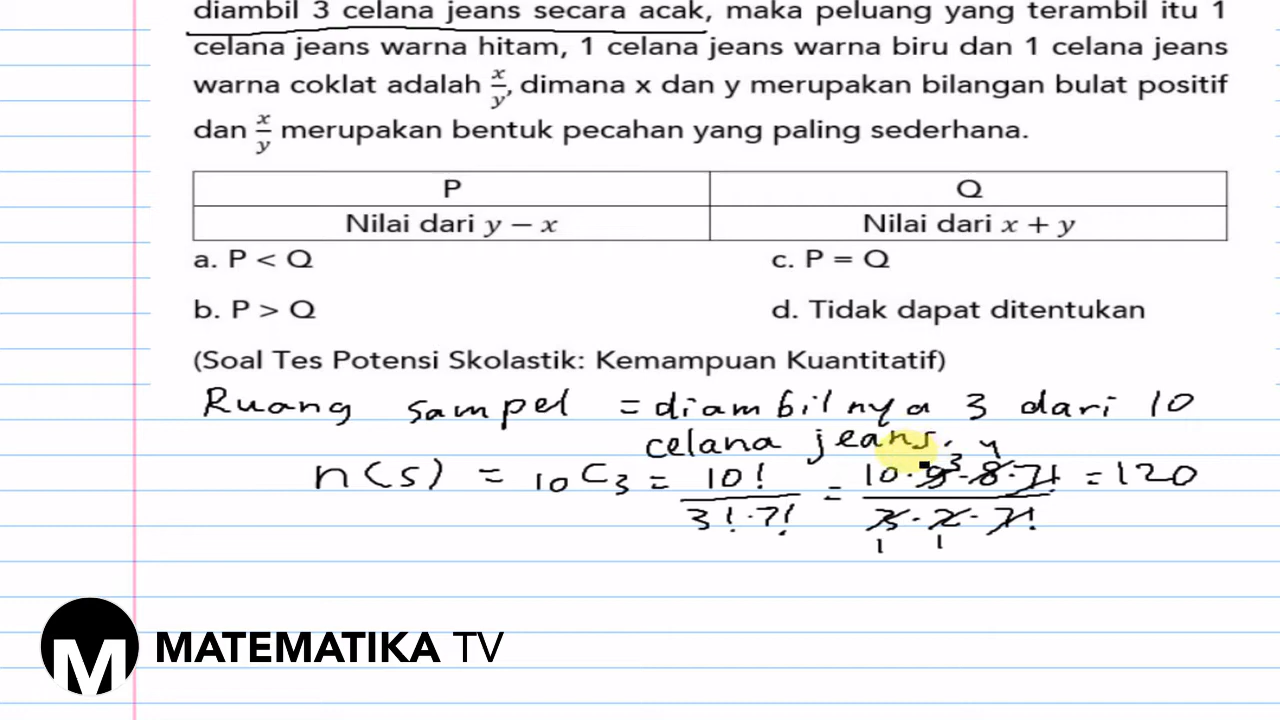 diambil 3 celana jeans secara acak, maka peluang yang terambil itu 1
celana jeans warna hitam, 1 celana jeans warna biru dan 1 celana jeans
warna coklat adalah x/y, dimana x dan y merupakan bilangan bulat positif
dan x/y merupakan bentuk pecahan yang paling sederhana.
P Q
Nilai dari y − x Nilai dari x + y
a. P < Q c. P = Q
b. P > Q d. Tidak dapat ditentukan
(Soal Tes Potensi Skolastik: Kemampuan Kuantitatif)
Ruang sampel = diambilnya 3 dari 10
celana jeans.
n(s) = 10C3 = 10!/3!·7! = 10·9·8·7!/3·2·7! = 120
3 4
1 1
M MATEMATIKA TV